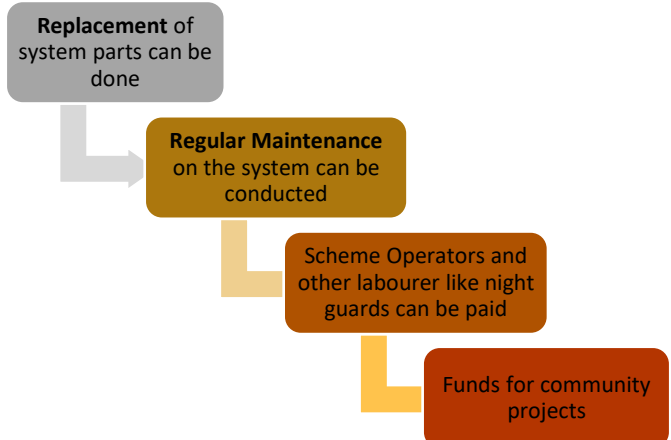 Replacement of
system parts can be
done
Regular Maintenance
on the system can be
conducted
Scheme Operators and
other labourer like night
guards can be paid
Funds for community
projects